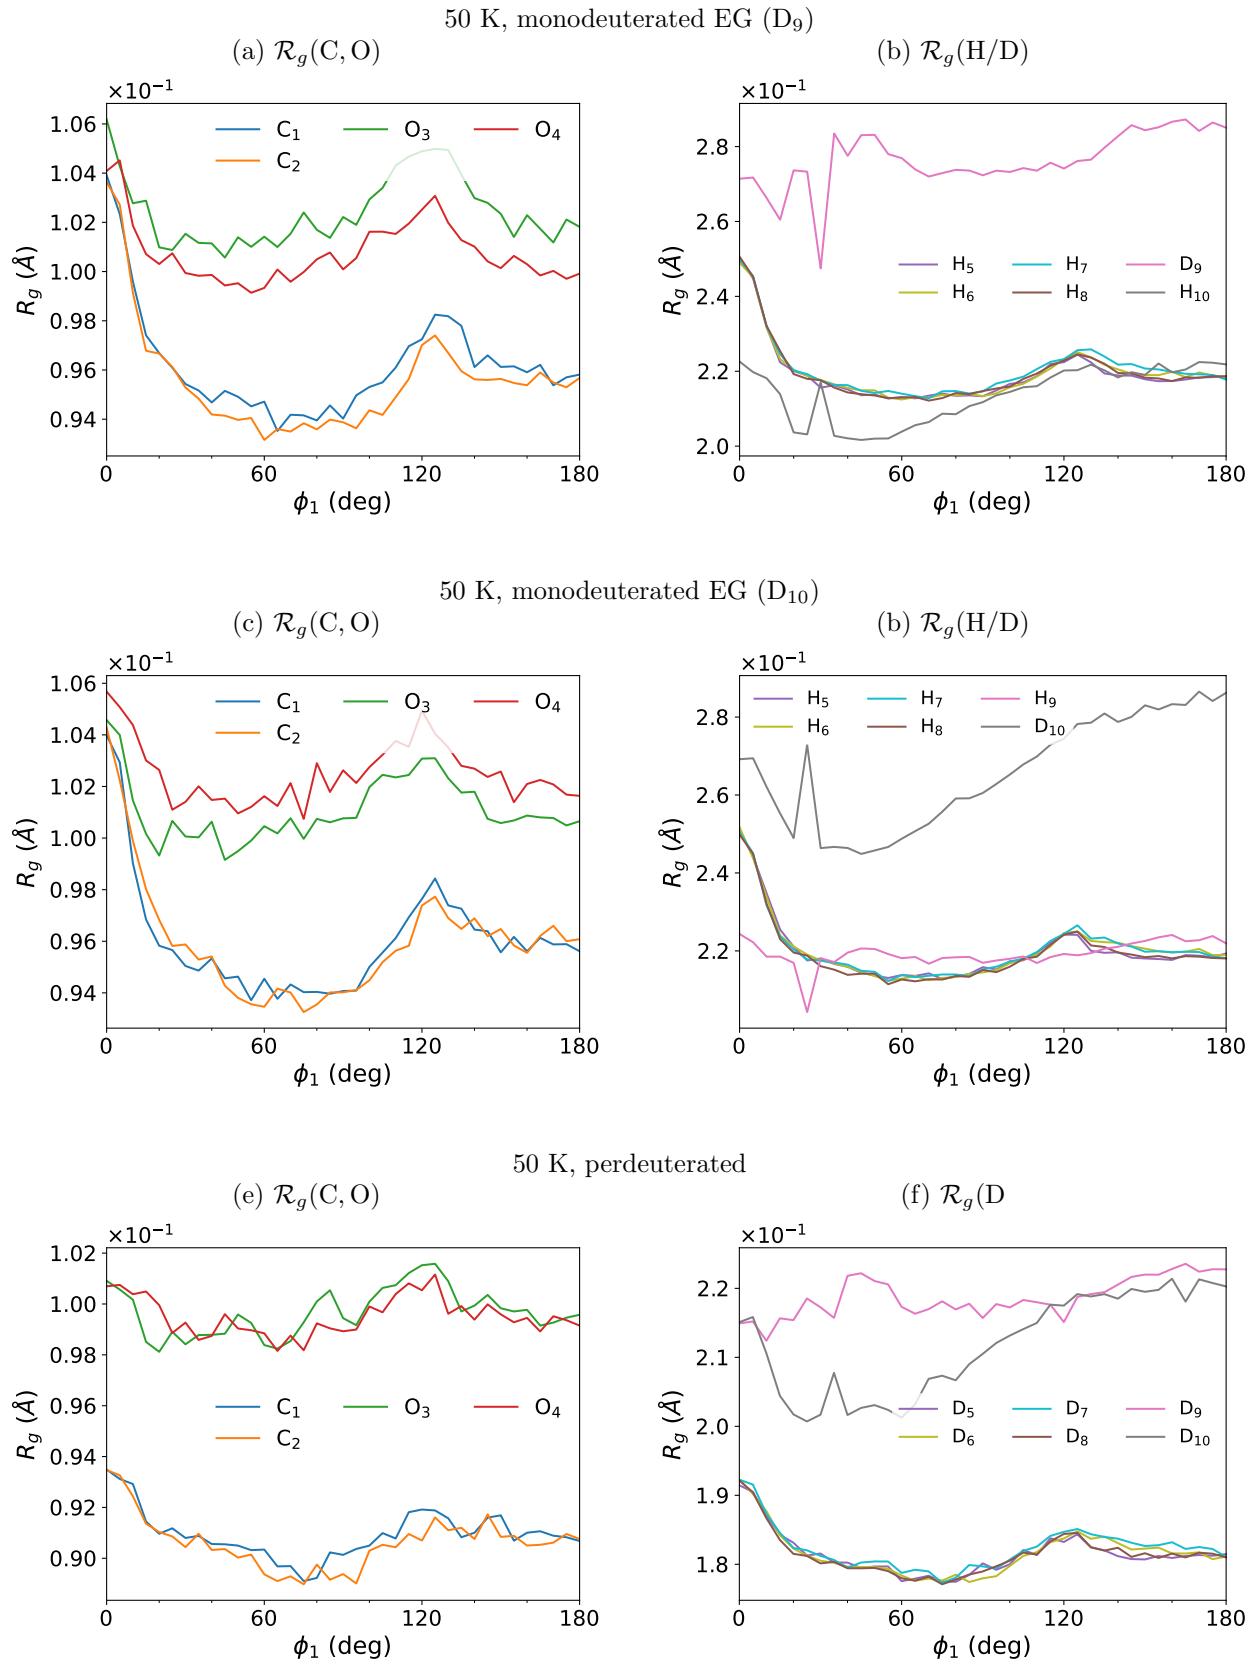 50 K, monodeuterated EG (D₉)
(a) ℛg(C, O)
(b) ℛg(H/D)
×10⁻¹
1.06
1.04
1.02
1.00
0.98
0.96
0.94
Rg (Å)
C₁ O₃ O₄
C₂
0 60 120 180
ϕ₁ (deg)
×10⁻¹
2.8
2.6
2.4
2.2
2.0
Rg (Å)
H₅ H₇ D₉
H₆ H₈ H₁₀
0 60 120 180
ϕ₁ (deg)
50 K, monodeuterated EG (D₁₀)
(c) ℛg(C, O)
(b) ℛg(H/D)
×10⁻¹
1.06
1.04
1.02
1.00
0.98
0.96
0.94
Rg (Å)
C₁ O₃ O₄
C₂
0 60 120 180
ϕ₁ (deg)
×10⁻¹
2.8
2.6
2.4
2.2
Rg (Å)
H₅ H₇ H₉
H₆ H₈ D₁₀
0 60 120 180
ϕ₁ (deg)
50 K, perdeuterated
(e) ℛg(C, O)
(f) ℛg(D
×10⁻¹
1.02
1.00
0.98
0.96
0.94
0.92
0.90
Rg (Å)
C₁ O₃ O₄
C₂
0 60 120 180
ϕ₁ (deg)
×10⁻¹
2.2
2.1
2.0
1.9
1.8
Rg (Å)
D₅ D₇ D₉
D₆ D₈ D₁₀
0 60 120 180
ϕ₁ (deg)